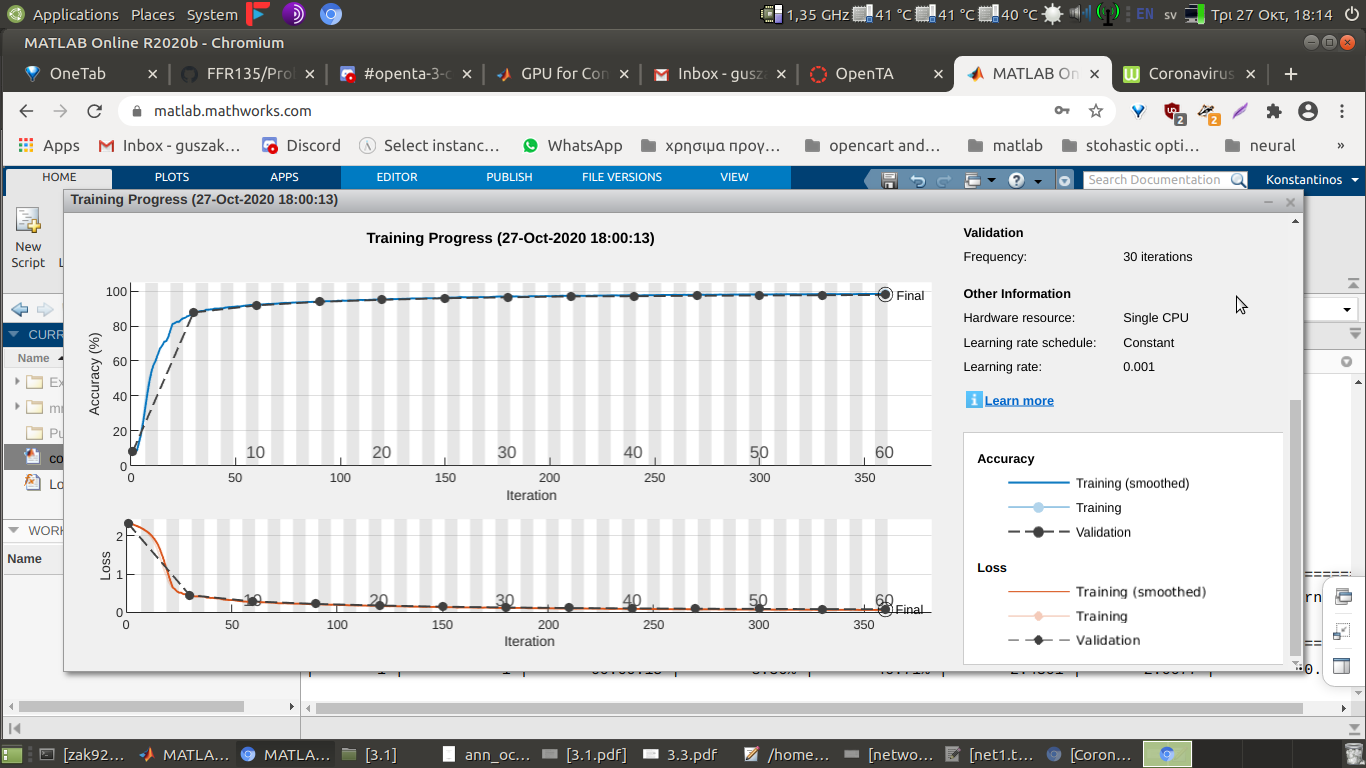 Applications Places System 1,35 GHz 41 °C 41 °C 40 °C EN sv Τρι 27 Οκτ, 18:14
MATLAB Online R2020b - Chromium
OneTab FFR135/Pro #openta-3- GPU for Con Inbox - gusz OpenTA MATLAB On Coronavirus
matlab.mathworks.com 2 2
Apps Inbox - guszak… Discord Select instanc… WhatsApp χρησιμα προγ… opencart and… matlab stohastic opti… neural »
HOME PLOTS APPS EDITOR PUBLISH FILE VERSIONS VIEW Search Documentation Konstantinos
Training Progress (27-Oct-2020 18:00:13)
New
Script
CURR
Name
Ex
Pu
co
Lo
WORK
Name
Training Progress (27-Oct-2020 18:00:13)
Accuracy (%)
100
80
60
40
20
0
10 20 30 40 50 60
Final
0 50 100 150 200 250 300 350
Iteration
Loss
2
1
0
10 20 30 40 50 60
Final
0 50 100 150 200 250 300 350
Iteration
Validation
Frequency: 30 iterations
Other Information
Hardware resource: Single CPU
Learning rate schedule: Constant
Learning rate: 0.001
Learn more
Accuracy
Training (smoothed)
Training
Validation
Loss
Training (smoothed)
Training
Validation
[zak92… MATLA… MATLA… [3.1] ann_oc… [3.1.pdf] 3.3.pdf /home… [netwo… [net1.t… [Coron…